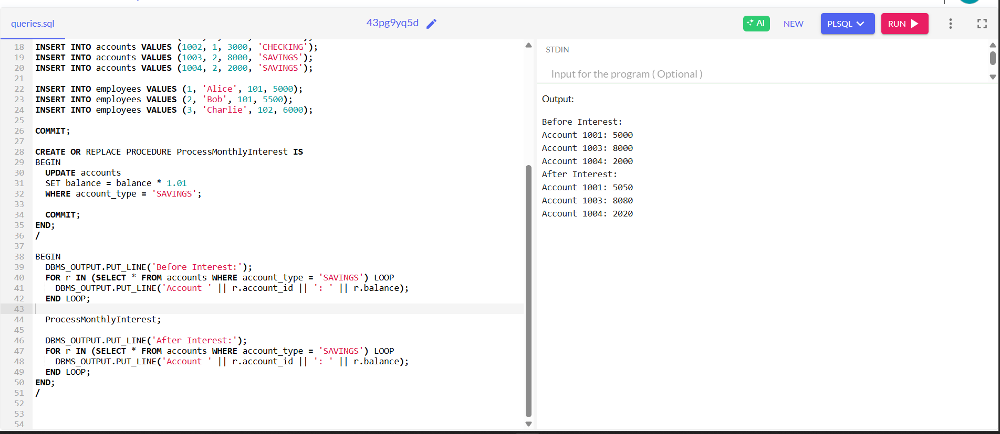 queries.sql
43pg9yq5d
AI
NEW
PLSQL
RUN
18 INSERT INTO accounts VALUES (1002, 1, 3000, 'CHECKING');
19 INSERT INTO accounts VALUES (1003, 2, 8000, 'SAVINGS');
20 INSERT INTO accounts VALUES (1004, 2, 2000, 'SAVINGS');
21
22 INSERT INTO employees VALUES (1, 'Alice', 101, 5000);
23 INSERT INTO employees VALUES (2, 'Bob', 101, 5500);
24 INSERT INTO employees VALUES (3, 'Charlie', 102, 6000);
25
26 COMMIT;
27
28 CREATE OR REPLACE PROCEDURE ProcessMonthlyInterest IS
29 BEGIN
30   UPDATE accounts
31   SET balance = balance * 1.01
32   WHERE account_type = 'SAVINGS';
33
34   COMMIT;
35 END;
36 /
37
38 BEGIN
39   DBMS_OUTPUT.PUT_LINE('Before Interest:');
40   FOR r IN (SELECT * FROM accounts WHERE account_type = 'SAVINGS') LOOP
41     DBMS_OUTPUT.PUT_LINE('Account ' || r.account_id || ': ' || r.balance);
42   END LOOP;
43
44   ProcessMonthlyInterest;
45
46   DBMS_OUTPUT.PUT_LINE('After Interest:');
47   FOR r IN (SELECT * FROM accounts WHERE account_type = 'SAVINGS') LOOP
48     DBMS_OUTPUT.PUT_LINE('Account ' || r.account_id || ': ' || r.balance);
49   END LOOP;
50 END;
51 /
52
53
54
STDIN
Input for the program ( Optional )
Output:
Before Interest:
Account 1001: 5000
Account 1003: 8000
Account 1004: 2000
After Interest:
Account 1001: 5050
Account 1003: 8080
Account 1004: 2020